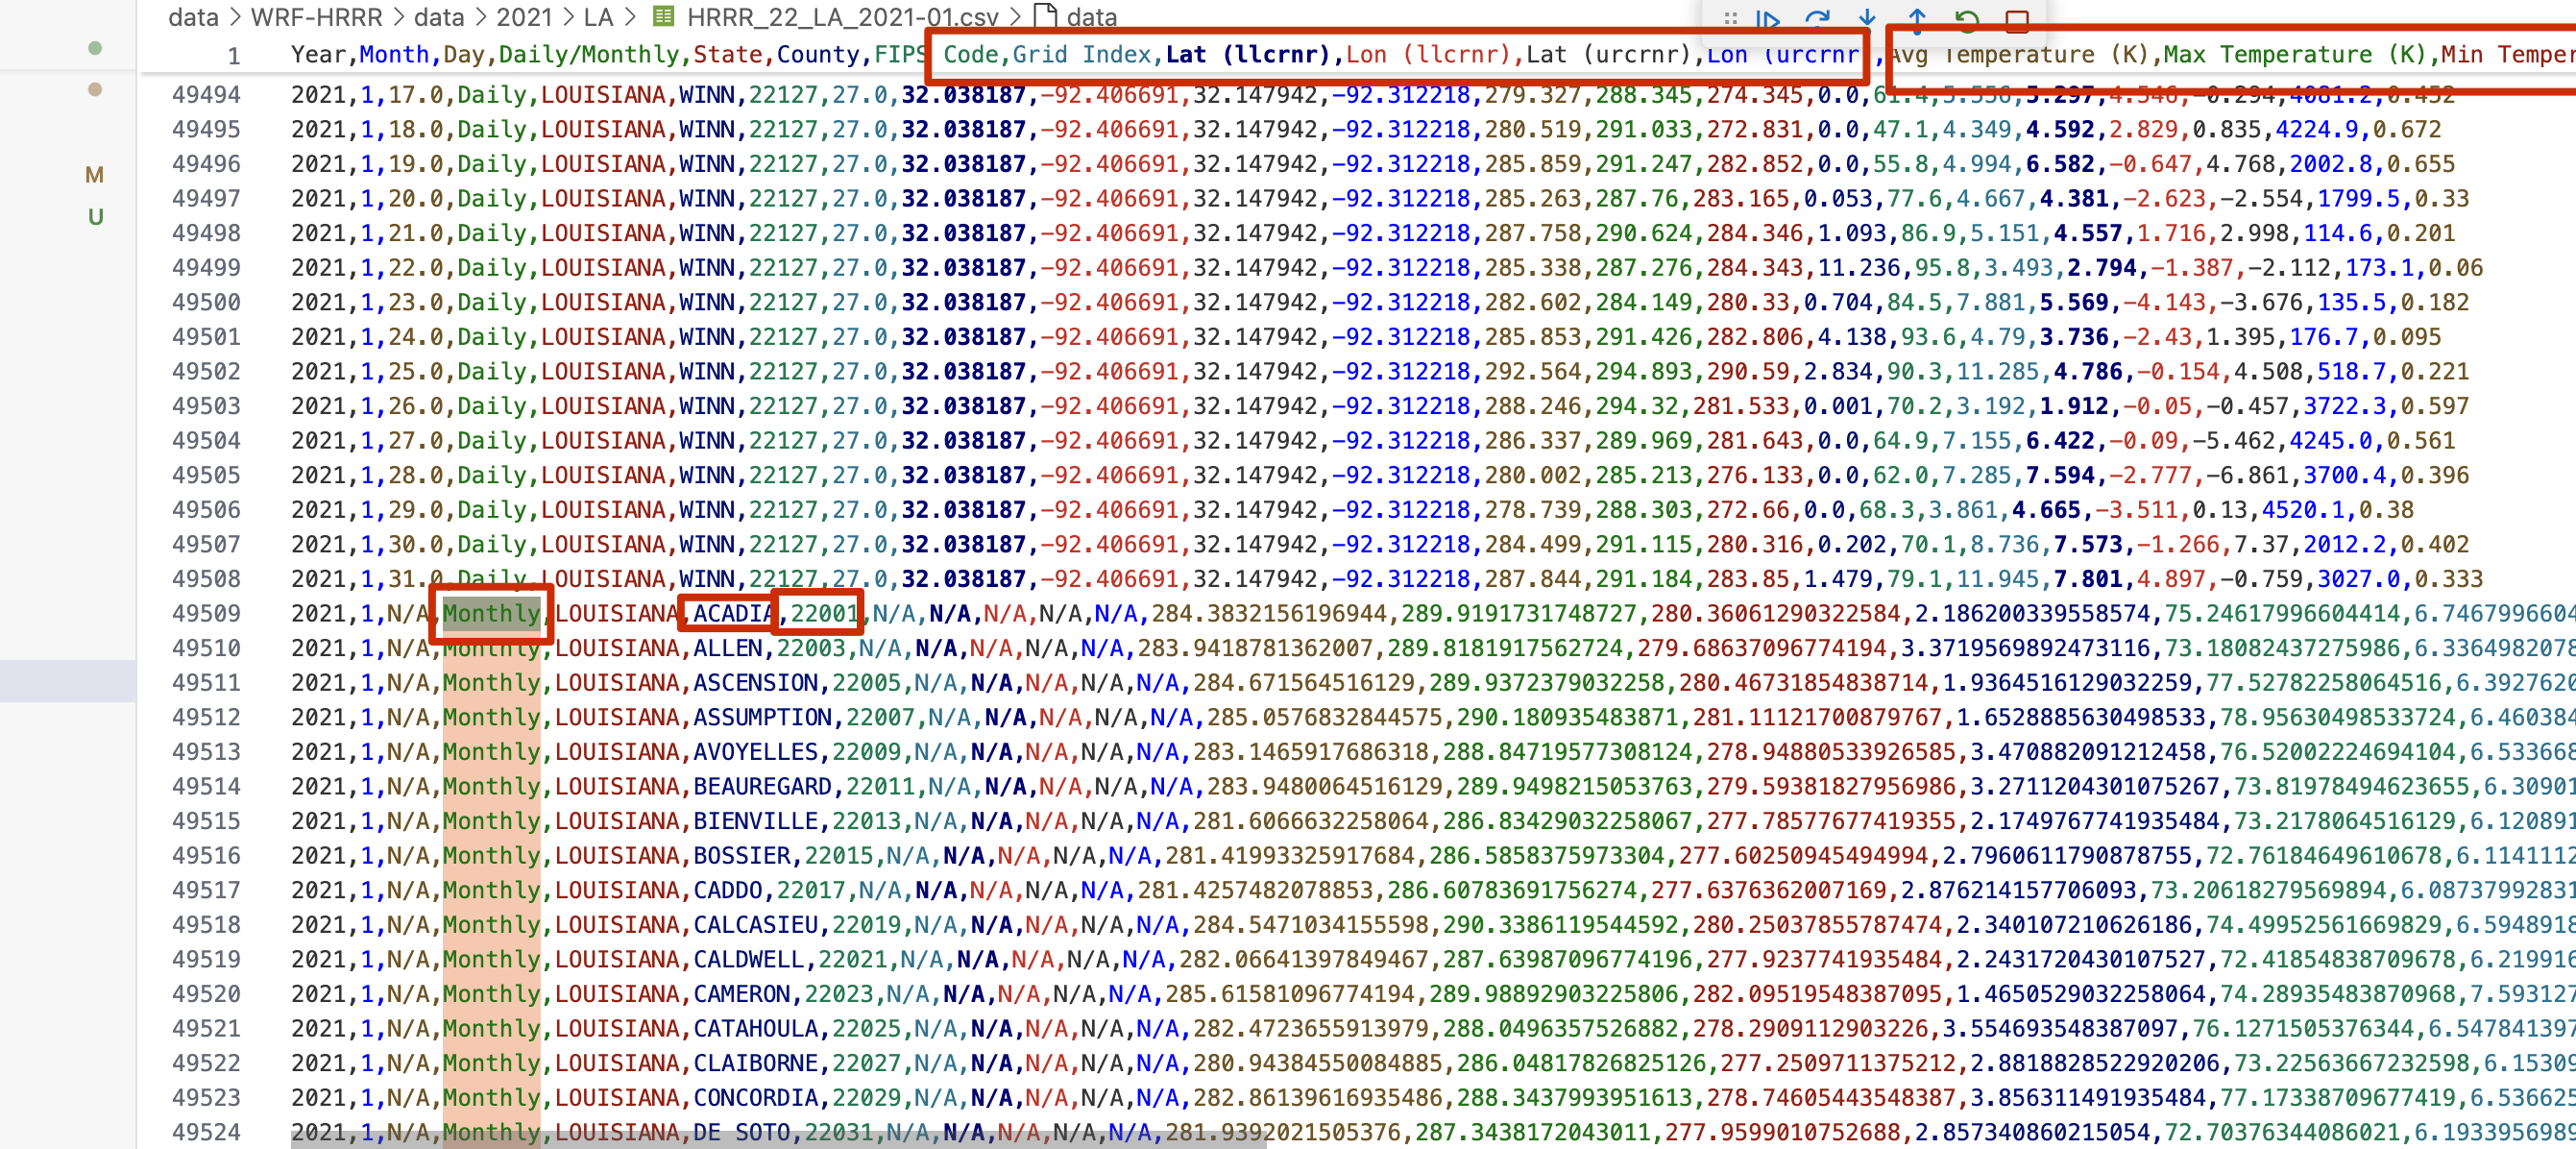 data > WRF-HRRR > data > 2021 > LA > HRRR_22_LA_2021-01.csv > data
1 Year,Month,Day,Daily/Monthly,State,County,FIPS Code,Grid Index,Lat (llcrnr),Lon (llcrnr),Lat (urcrnr),Lon (urcrnr),Avg Temperature (K),Max Temperature (K),Min Temper
49494 2021,1,17.0,Daily,LOUISIANA,WINN,22127,27.0,32.038187,-92.406691,32.147942,-92.312218,279.327,288.345,274.345,0.0,61.4,5.556,5.297,4.546,-0.294,4081.2,0.452
49495 2021,1,18.0,Daily,LOUISIANA,WINN,22127,27.0,32.038187,-92.406691,32.147942,-92.312218,280.519,291.033,272.831,0.0,47.1,4.349,4.592,2.829,0.835,4224.9,0.672
M
49496 2021,1,19.0,Daily,LOUISIANA,WINN,22127,27.0,32.038187,-92.406691,32.147942,-92.312218,285.859,291.247,282.852,0.0,55.8,4.994,6.582,-0.647,4.768,2002.8,0.655
49497 2021,1,20.0,Daily,LOUISIANA,WINN,22127,27.0,32.038187,-92.406691,32.147942,-92.312218,285.263,287.76,283.165,0.053,77.6,4.667,4.381,-2.623,-2.554,1799.5,0.33
U
49498 2021,1,21.0,Daily,LOUISIANA,WINN,22127,27.0,32.038187,-92.406691,32.147942,-92.312218,287.758,290.624,284.346,1.093,86.9,5.151,4.557,1.716,2.998,114.6,0.201
49499 2021,1,22.0,Daily,LOUISIANA,WINN,22127,27.0,32.038187,-92.406691,32.147942,-92.312218,285.338,287.276,284.343,11.236,95.8,3.493,2.794,-1.387,-2.112,173.1,0.06
49500 2021,1,23.0,Daily,LOUISIANA,WINN,22127,27.0,32.038187,-92.406691,32.147942,-92.312218,282.602,284.149,280.33,0.704,84.5,7.881,5.569,-4.143,-3.676,135.5,0.182
49501 2021,1,24.0,Daily,LOUISIANA,WINN,22127,27.0,32.038187,-92.406691,32.147942,-92.312218,285.853,291.426,282.806,4.138,93.6,4.79,3.736,-2.43,1.395,176.7,0.095
49502 2021,1,25.0,Daily,LOUISIANA,WINN,22127,27.0,32.038187,-92.406691,32.147942,-92.312218,292.564,294.893,290.59,2.834,90.3,11.285,4.786,-0.154,4.508,518.7,0.221
49503 2021,1,26.0,Daily,LOUISIANA,WINN,22127,27.0,32.038187,-92.406691,32.147942,-92.312218,288.246,294.32,281.533,0.001,70.2,3.192,1.912,-0.05,-0.457,3722.3,0.597
49504 2021,1,27.0,Daily,LOUISIANA,WINN,22127,27.0,32.038187,-92.406691,32.147942,-92.312218,286.337,289.969,281.643,0.0,64.9,7.155,6.422,-0.09,-5.462,4245.0,0.561
49505 2021,1,28.0,Daily,LOUISIANA,WINN,22127,27.0,32.038187,-92.406691,32.147942,-92.312218,280.002,285.213,276.133,0.0,62.0,7.285,7.594,-2.777,-6.861,3700.4,0.396
49506 2021,1,29.0,Daily,LOUISIANA,WINN,22127,27.0,32.038187,-92.406691,32.147942,-92.312218,278.739,288.303,272.66,0.0,68.3,3.861,4.665,-3.511,0.13,4520.1,0.38
49507 2021,1,30.0,Daily,LOUISIANA,WINN,22127,27.0,32.038187,-92.406691,32.147942,-92.312218,284.499,291.115,280.316,0.202,70.1,8.736,7.573,-1.266,7.37,2012.2,0.402
49508 2021,1,31.0,Daily,LOUISIANA,WINN,22127,27.0,32.038187,-92.406691,32.147942,-92.312218,287.844,291.184,283.85,1.479,79.1,11.945,7.801,4.897,-0.759,3027.0,0.333
49509 2021,1,N/A,Monthly,LOUISIANA,ACADIA,22001,N/A,N/A,N/A,N/A,N/A,284.3832156196944,289.9191731748727,280.36061290322584,2.186200339558574,75.24617996604414,6.7467996604
49510 2021,1,N/A,Monthly,LOUISIANA,ALLEN,22003,N/A,N/A,N/A,N/A,N/A,283.9418781362007,289.8181917562724,279.68637096774194,3.3719569892473116,73.18082437275986,6.3364982078
49511 2021,1,N/A,Monthly,LOUISIANA,ASCENSION,22005,N/A,N/A,N/A,N/A,N/A,284.671564516129,289.9372379032258,280.46731854838714,1.9364516129032259,77.52782258064516,6.3927620
49512 2021,1,N/A,Monthly,LOUISIANA,ASSUMPTION,22007,N/A,N/A,N/A,N/A,N/A,285.0576832844575,290.180935483871,281.11121700879767,1.6528885630498533,78.95630498533724,6.460384
49513 2021,1,N/A,Monthly,LOUISIANA,AVOYELLES,22009,N/A,N/A,N/A,N/A,N/A,283.1465917686318,288.84719577308124,278.94880533926585,3.470882091212458,76.52002224694104,6.533668
49514 2021,1,N/A,Monthly,LOUISIANA,BEAUREGARD,22011,N/A,N/A,N/A,N/A,N/A,283.9480064516129,289.9498215053763,279.59381827956986,3.2711204301075267,73.81978494623655,6.30901
49515 2021,1,N/A,Monthly,LOUISIANA,BIENVILLE,22013,N/A,N/A,N/A,N/A,N/A,281.6066632258064,286.83429032258067,277.78577677419355,2.1749767741935484,73.2178064516129,6.120891
49516 2021,1,N/A,Monthly,LOUISIANA,BOSSIER,22015,N/A,N/A,N/A,N/A,N/A,281.41993325917684,286.5858375973304,277.60250945494994,2.7960611790878755,72.76184649610678,6.1141112
49517 2021,1,N/A,Monthly,LOUISIANA,CADDO,22017,N/A,N/A,N/A,N/A,N/A,281.4257482078853,286.60783691756274,277.6376362007169,2.876214157706093,73.20618279569894,6.08737992831
49518 2021,1,N/A,Monthly,LOUISIANA,CALCASIEU,22019,N/A,N/A,N/A,N/A,N/A,284.5471034155598,290.3386119544592,280.25037855787474,2.340107210626186,74.49952561669829,6.5948918
49519 2021,1,N/A,Monthly,LOUISIANA,CALDWELL,22021,N/A,N/A,N/A,N/A,N/A,282.06641397849467,287.63987096774196,277.9237741935484,2.2431720430107527,72.41854838709678,6.219916
49520 2021,1,N/A,Monthly,LOUISIANA,CAMERON,22023,N/A,N/A,N/A,N/A,N/A,285.61581096774194,289.98892903225806,282.09519548387095,1.4650529032258064,74.28935483870968,7.593127
49521 2021,1,N/A,Monthly,LOUISIANA,CATAHOULA,22025,N/A,N/A,N/A,N/A,N/A,282.4723655913979,288.0496357526882,278.2909112903226,3.554693548387097,76.1271505376344,6.547841397
49522 2021,1,N/A,Monthly,LOUISIANA,CLAIBORNE,22027,N/A,N/A,N/A,N/A,N/A,280.94384550084885,286.04817826825126,277.2509711375212,2.8818828522920206,73.22563667232598,6.15309
49523 2021,1,N/A,Monthly,LOUISIANA,CONCORDIA,22029,N/A,N/A,N/A,N/A,N/A,282.86139616935486,288.3437993951613,278.74605443548387,3.856311491935484,77.17338709677419,6.536625
49524 2021,1,N/A,Monthly,LOUISIANA,DE SOTO,22031,N/A,N/A,N/A,N/A,N/A,281.9392021505376,287.3438172043011,277.9599010752688,2.857340860215054,72.70376344086021,6.1933956989